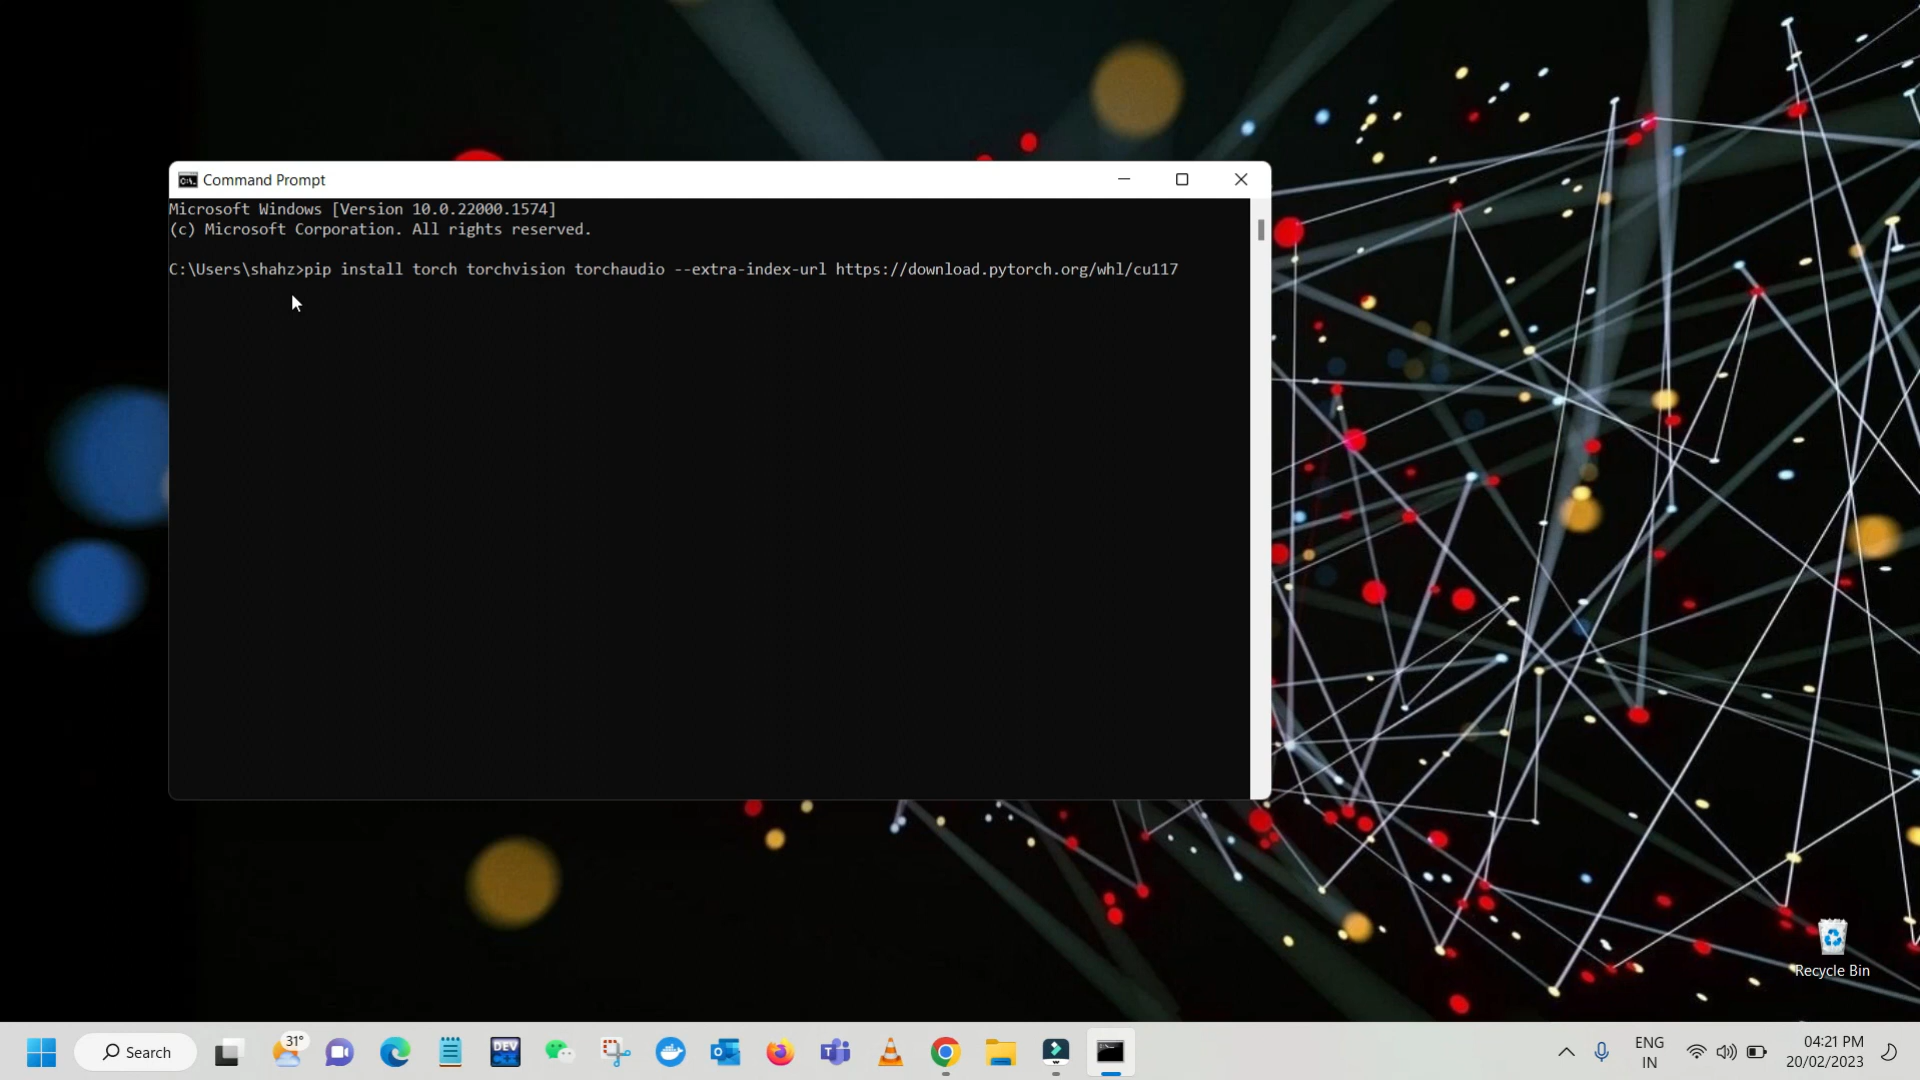 Command Prompt
Microsoft Windows [Version 10.0.22000.1574]
(c) Microsoft Corporation. All rights reserved.
C:\Users\shahz>pip install torch torchvision torchaudio --extra-index-url https://download.pytorch.org/whl/cu117
Recycle Bin
Search
31°
DEV
C++
ENG
IN
04:21 PM
20/02/2023